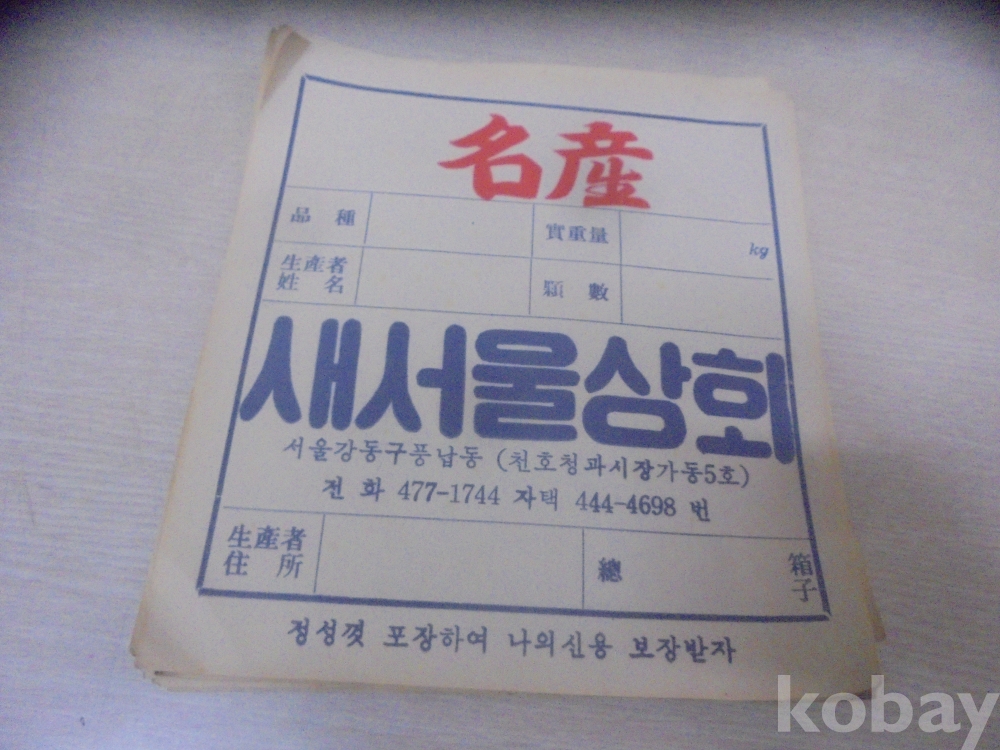 名産
品種 實重量 kg
生産者
姓名 顆數
새서울상회
서울강동구풍납동 (천호청과시장가동5호)
전화 477-1744 자택 444-4698 번
生産者
住所 總 箱子
정성껏 포장하여 나의신용 보장받자
kobay